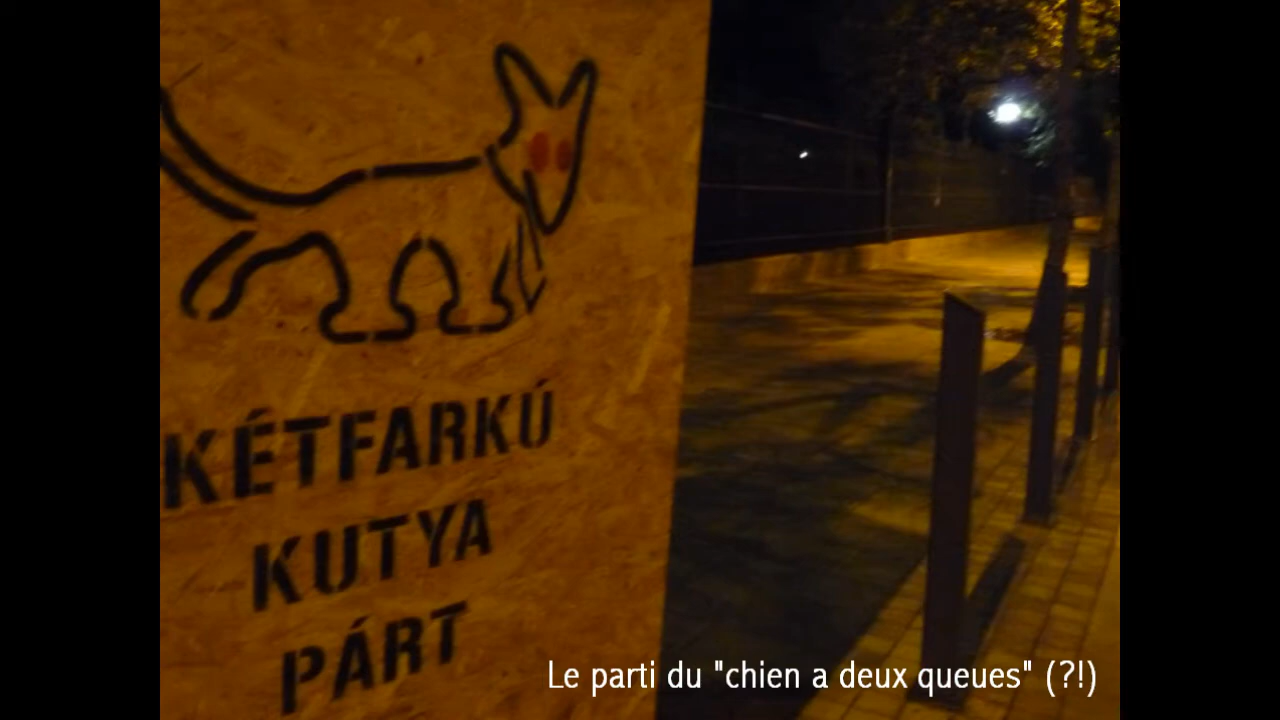 KÉTFARKÚ
KUTYA
PÁRT
Le parti du "chien a deux queues" (?!)